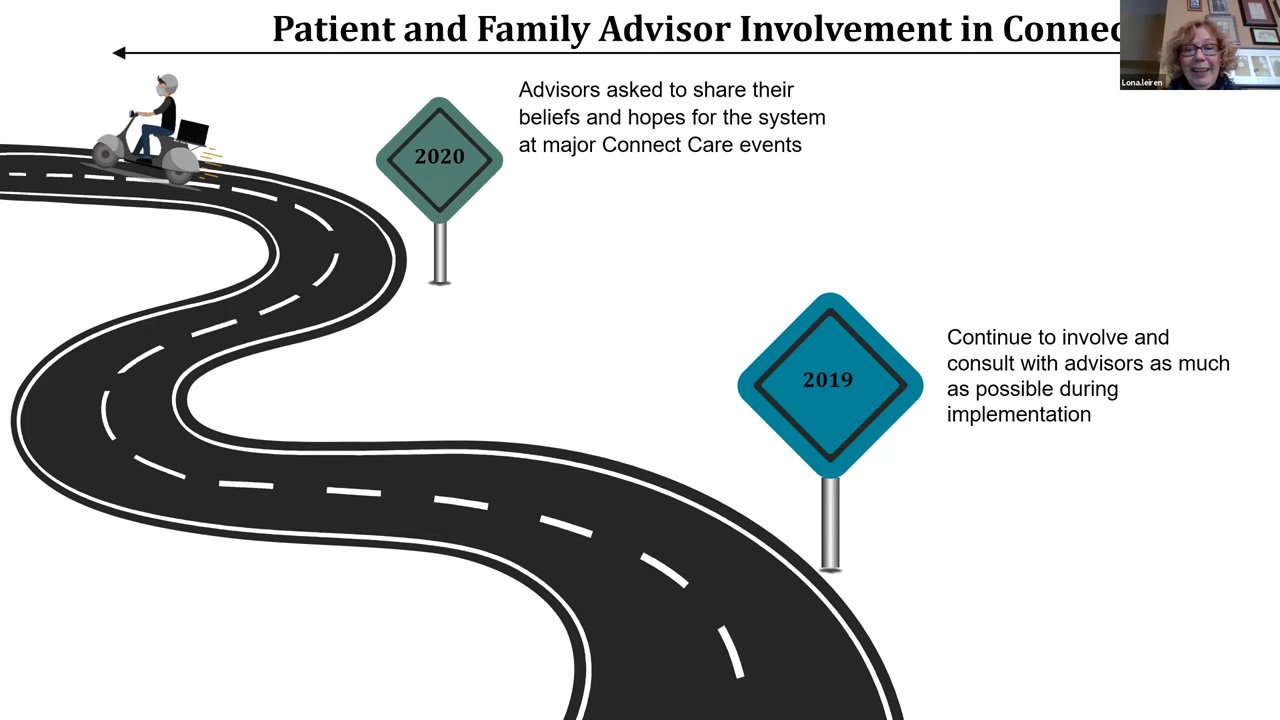 Patient and Family Advisor Involvement in Connec
Lona.leiren
Advisors asked to share their
beliefs and hopes for the system
at major Connect Care events
2020
2019
Continue to involve and
consult with advisors as much
as possible during
implementation